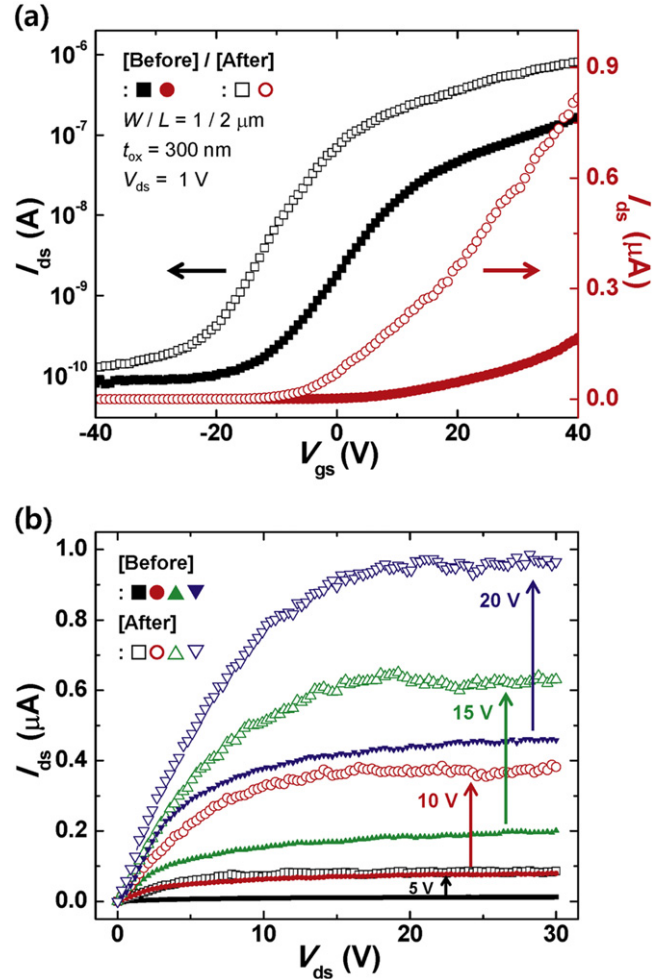 (a)
10⁻⁶
10⁻⁷
10⁻⁸
10⁻⁹
10⁻¹⁰
I_ds (A)
[Before] / [After]
: ■ ● : □ ○
W / L = 1 / 2 μm
t_ox = 300 nm
V_ds = 1 V
0.9
0.6
0.3
0.0
I_ds (μA)
-40 -20 0 20 40
V_gs (V)
(b)
1.0
0.8
0.6
0.4
0.2
0.0
I_ds (μA)
[Before]
: ■ ● ▲ ▼
[After]
: □ ○ △ ▽
20 V
15 V
10 V
5 V
0 10 20 30
V_ds (V)